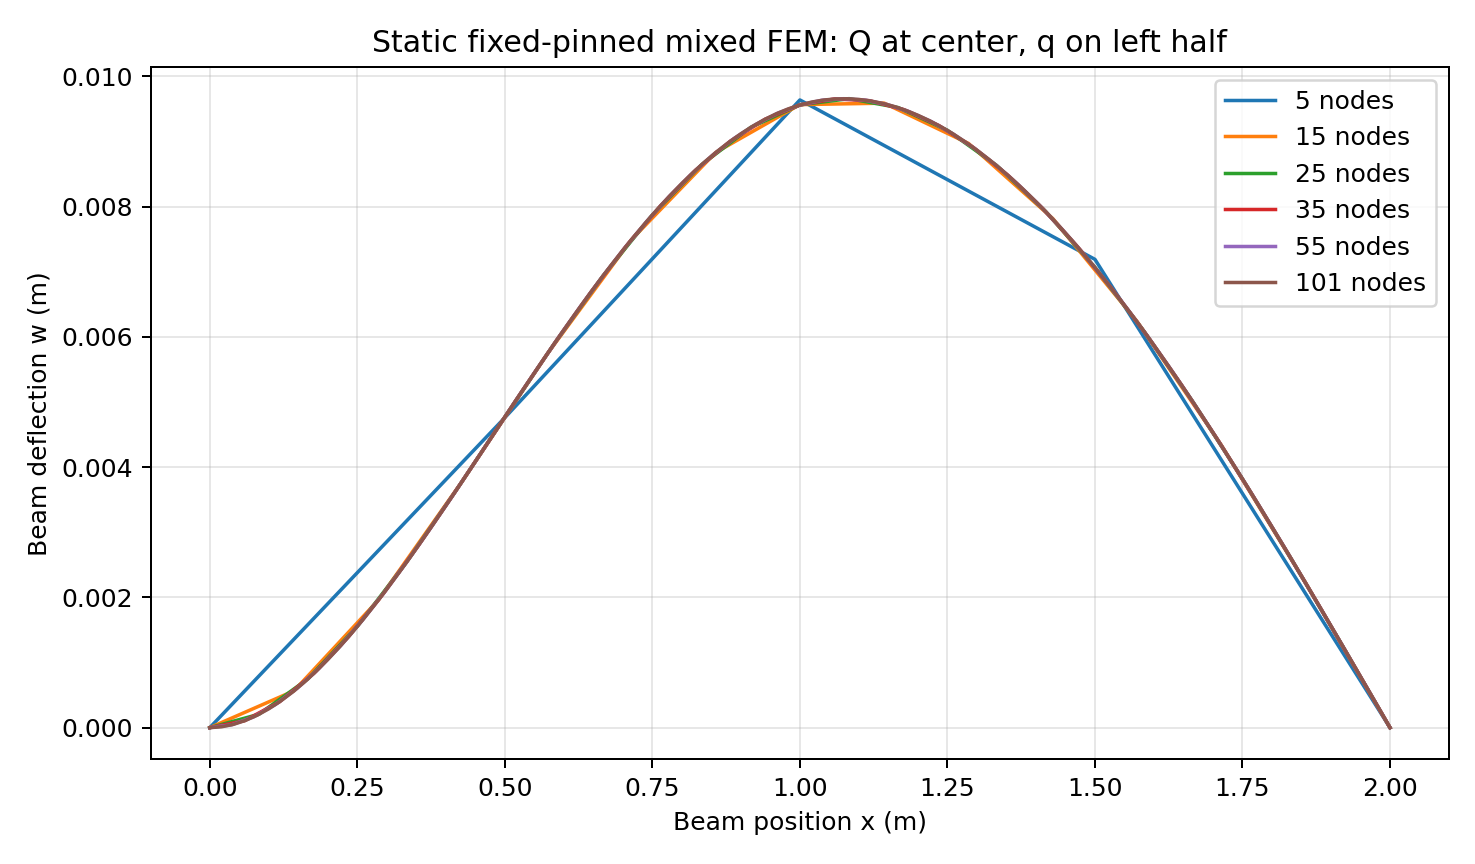 Static fixed-pinned mixed FEM: Q at center, q on left half
0.010
0.008
0.006
0.004
0.002
0.000
Beam deflection w (m)
5 nodes
15 nodes
25 nodes
35 nodes
55 nodes
101 nodes
0.00 0.25 0.50 0.75 1.00 1.25 1.50 1.75 2.00
Beam position x (m)